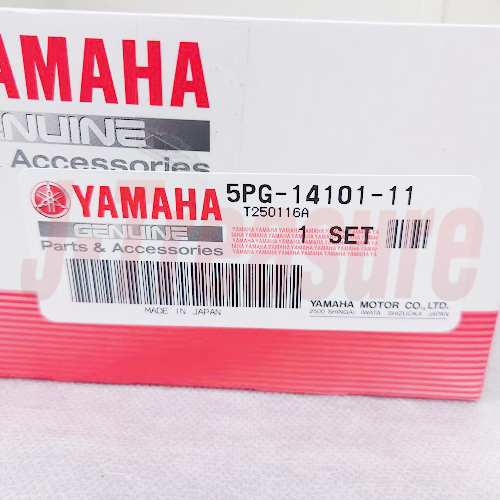 YAMAHA
GENUINE
& Accessories
YAMAHA
GENUINE
Parts & Accessories
5PG-14101-11
T250116A
1 SET
MADE IN JAPAN
YAMAHA MOTOR CO.,LTD.
2500 SHINGAI IWATA SHIZUOKA JAPAN